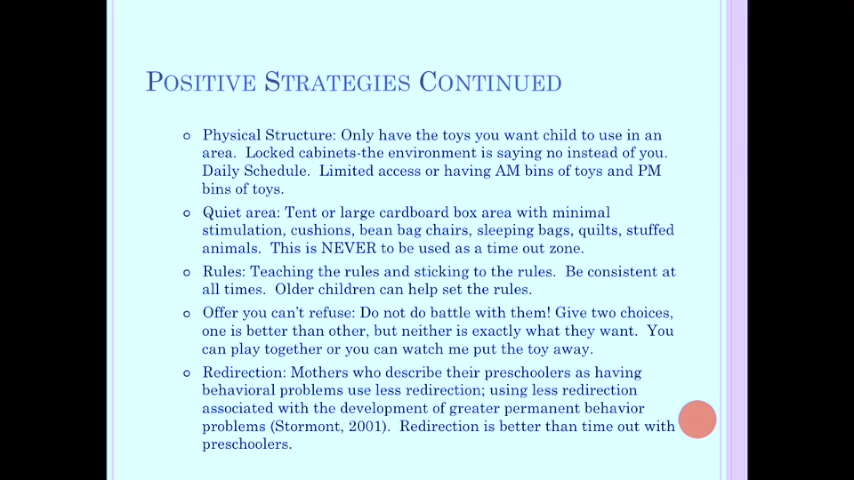 Positive Strategies Continued
Physical Structure: Only have the toys you want child to use in an
area. Locked cabinets-the environment is saying no instead of you.
Daily Schedule. Limited access or having AM bins of toys and PM
bins of toys.
Quiet area: Tent or large cardboard box area with minimal
stimulation, cushions, bean bag chairs, sleeping bags, quilts, stuffed
animals. This is NEVER to be used as a time out zone.
Rules: Teaching the rules and sticking to the rules. Be consistent at
all times. Older children can help set the rules.
Offer you can't refuse: Do not do battle with them! Give two choices,
one is better than other, but neither is exactly what they want. You
can play together or you can watch me put the toy away.
Redirection: Mothers who describe their preschoolers as having
behavioral problems use less redirection; using less redirection
associated with the development of greater permanent behavior
problems (Stormont, 2001). Redirection is better than time out with
preschoolers.